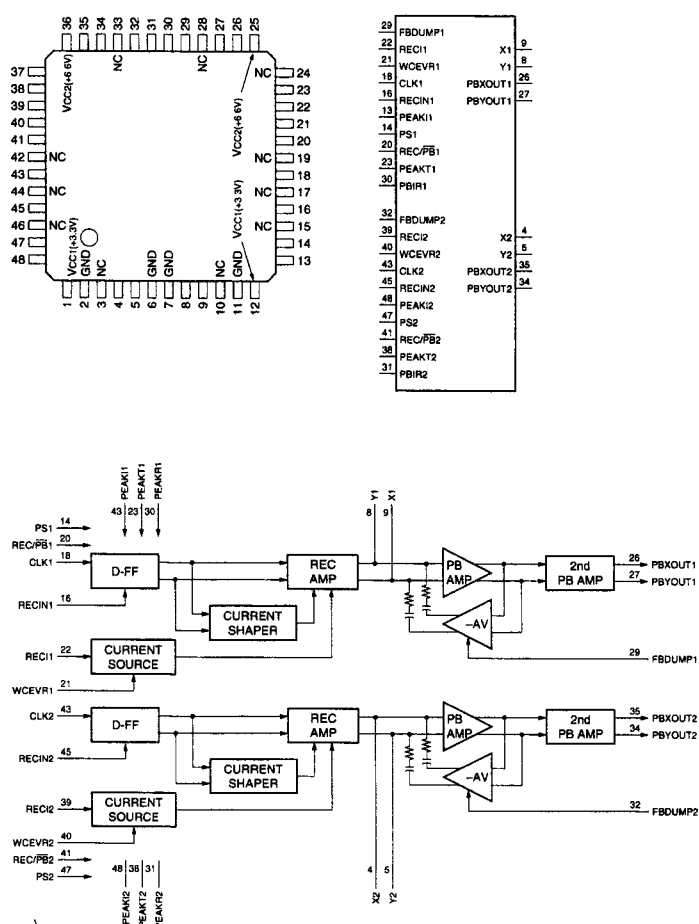 36 35 34 33 32 31 30 29 28 27 26 25
VCC2(+6 6V)
NC
NC
VCC2(+6 6V)
37
38
39
40
41
42 NC
43
44 NC
45
46 NC
47
48
NC 24
23
22
21
20
NC 19
18
NC 17
16
NC 15
14
13
VCC1(+3.3V)
GND
NC
GND
GND
NC
GND
VCC1(+3 3V)
1 2 3 4 5 6 7 8 9 10 11 12
29 FBDUMP1
22 RECI1
21 WCEVR1
18 CLK1
16 RECIN1
13 PEAKI1
14 PS1
20 REC/PB1
23 PEAKT1
30 PBIR1
X1 9
Y1 8
PBXOUT1 26
PBYOUT1 27
32 FBDUMP2
39 RECI2
40 WCEVR2
43 CLK2
45 RECIN2
48 PEAKI2
47 PS2
41 REC/PB2
38 PEAKT2
31 PBIR2
X2 4
Y2 5
PBXOUT2 35
PBYOUT2 34
PEAKI1
PEAKT1
PEAKR1
43 23 30
PS1 14
REC/PB1 20
CLK1 18
D-FF
RECIN1 16
REC AMP
CURRENT SHAPER
RECI1 22
CURRENT SOURCE
WCEVR1 21
8 Y1
9 X1
PB AMP
–AV
2nd PB AMP
26 PBXOUT1
27 PBYOUT1
29 FBDUMP1
CLK2 43
D-FF
RECIN2 45
REC AMP
CURRENT SHAPER
RECI2 39
CURRENT SOURCE
WCEVR2 40
REC/PB2 41
PS2 47
48 36 31
PEAKI2
PEAKT2
PEAKR2
4 X2
5 Y2
PB AMP
–AV
2nd PB AMP
35 PBXOUT2
34 PBYOUT2
32 FBDUMP2